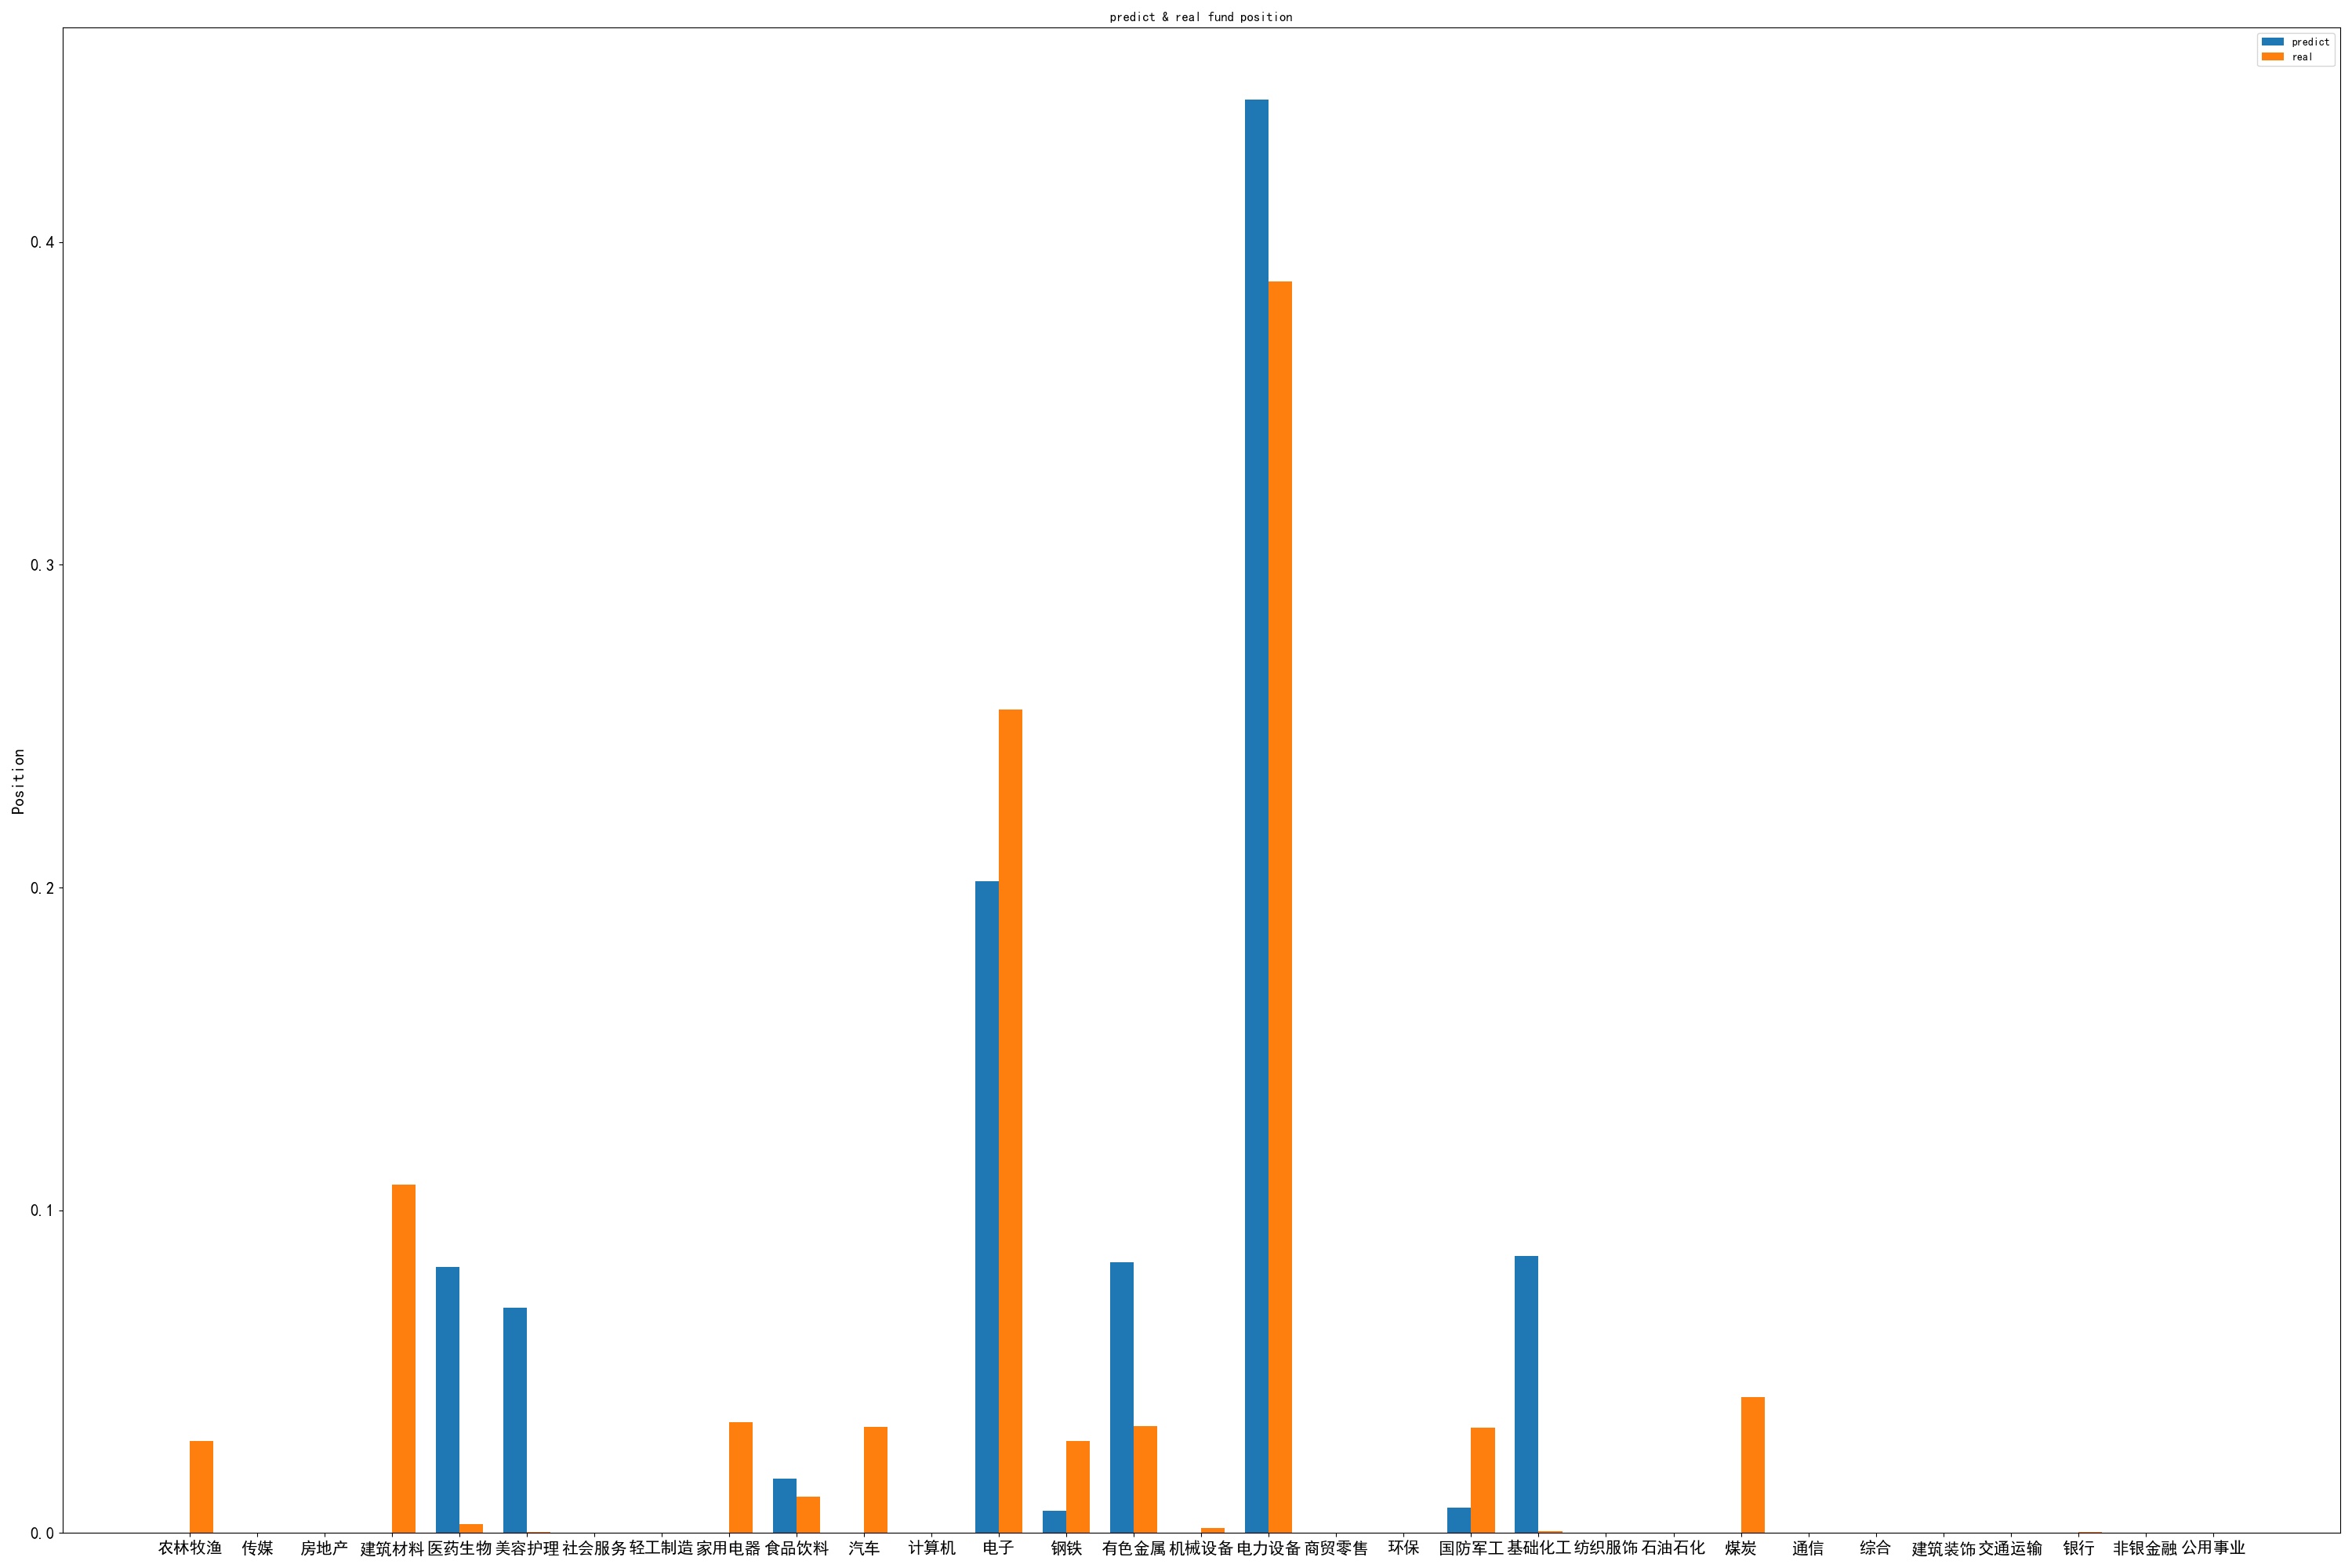 predict & real fund position
predict
real
Position
0.4
0.3
0.2
0.1
0.0
农林牧渔 传媒 房地产 建筑材料 医药生物 美容护理 社会服务 轻工制造 家用电器 食品饮料 汽车 计算机 电子 钢铁 有色金属 机械设备 电力设备 商贸零售 环保 国防军工 基础化工 纺织服饰 石油石化 煤炭 通信 综合 建筑装饰 交通运输 银行 非银金融 公用事业